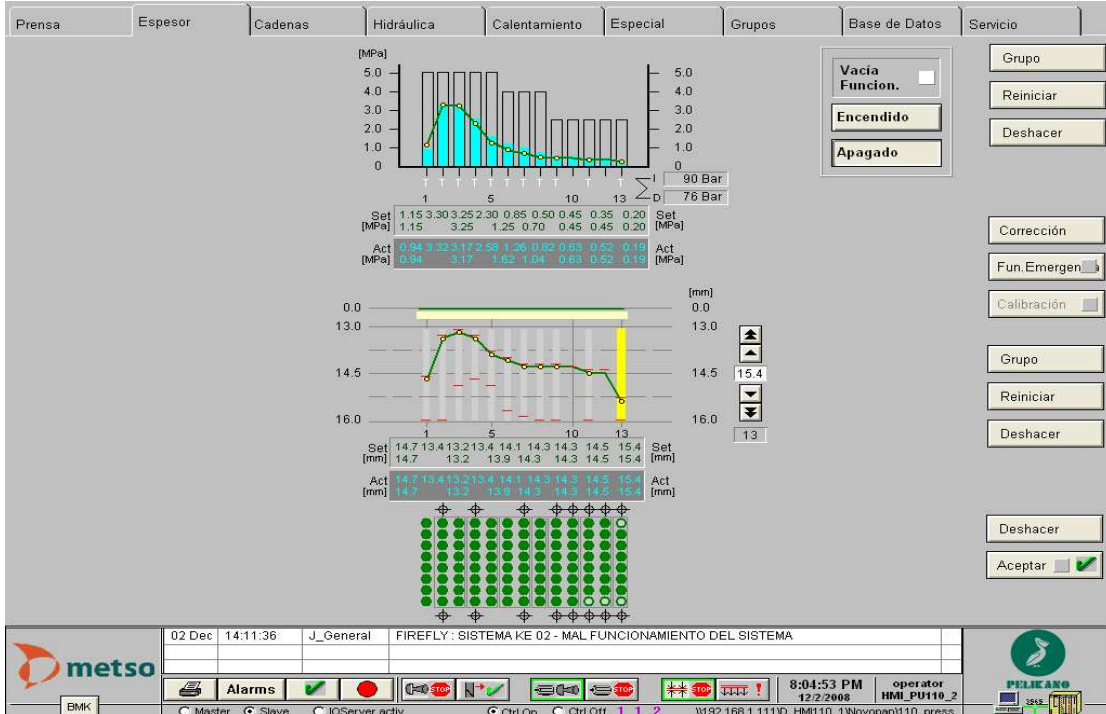 Prensa Espesor Cadenas Hidráulica Calentamiento Especial Grupos Base de Datos Servicio
[MPa]
5.0 5.0
4.0 4.0
3.0 3.0
2.0 2.0
1.0 1.0
0 0
T T T T T T T T T T T
1 5 10 13
I 90 Bar
D 76 Bar
Set 1.15 3.30 3.25 2.30 0.85 0.50 0.45 0.35 0.20 Set
[MPa] 1.15 3.25 1.25 0.70 0.45 0.45 0.20 [MPa]
Act 0.94 3.32 3.17 2.58 1.26 0.82 0.63 0.52 0.19 Act
[MPa] 0.94 3.17 1.62 1.04 0.63 0.52 0.19 [MPa]
Vacía
Funcion.
Encendido
Apagado
Grupo
Reiniciar
Deshacer
Corrección
Fun.Emergen
Calibración
[mm]
0.0 0.0
13.0 13.0
14.5 14.5
16.0 16.0
1 5 10 13
15.4
13
Grupo
Reiniciar
Deshacer
Set 14.7 13.4 13.2 13.4 14.1 14.3 14.3 14.5 15.4 Set
[mm] 14.7 13.2 13.9 14.3 14.3 14.5 15.4 [mm]
Act 14.7 13.4 13.2 13.4 14.1 14.3 14.3 14.5 15.4 Act
[mm] 14.7 13.2 13.9 14.3 14.3 14.5 15.4 [mm]
Deshacer
Aceptar
02 Dec 14:11:36 J_General FIREFLY : SISTEMA KE 02 - MAL FUNCIONAMIENTO DEL SISTEMA
metso
BMK
Alarms
STOP
STOP
STOP
8:04:53 PM
12/2/2008
operator
HMI_PU110_2
PELIKANO
Master Slave IOServer activ Ctrl On Ctrl Off 1 1 2